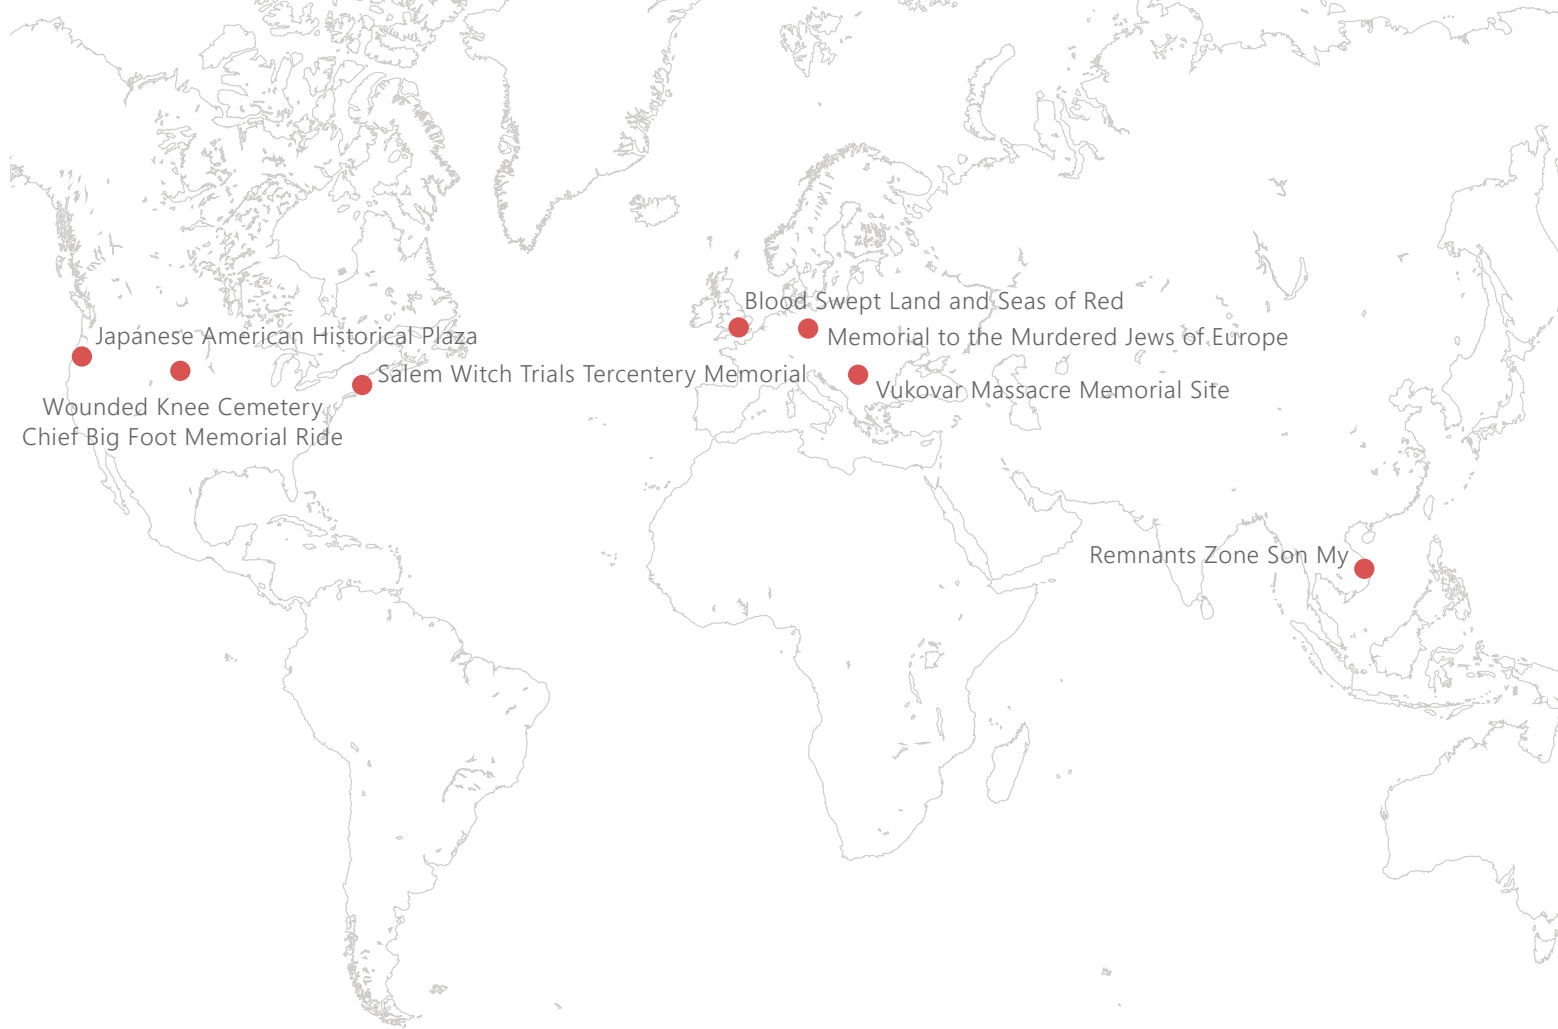 Blood Swept Land and Seas of Red
Japanese American Historical Plaza
Memorial to the Murdered Jews of Europe
Salem Witch Trials Tercentery Memorial
Vukovar Massacre Memorial Site
Wounded Knee Cemetery
Chief Big Foot Memorial Ride
Remnants Zone Son My